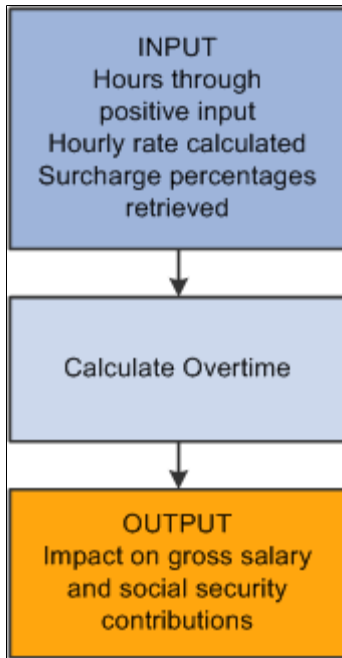 INPUT
Hours through
positive input
Hourly rate calculated
Surcharge percentages
retrieved
Calculate Overtime
OUTPUT
Impact on gross salary
and social security
contributions